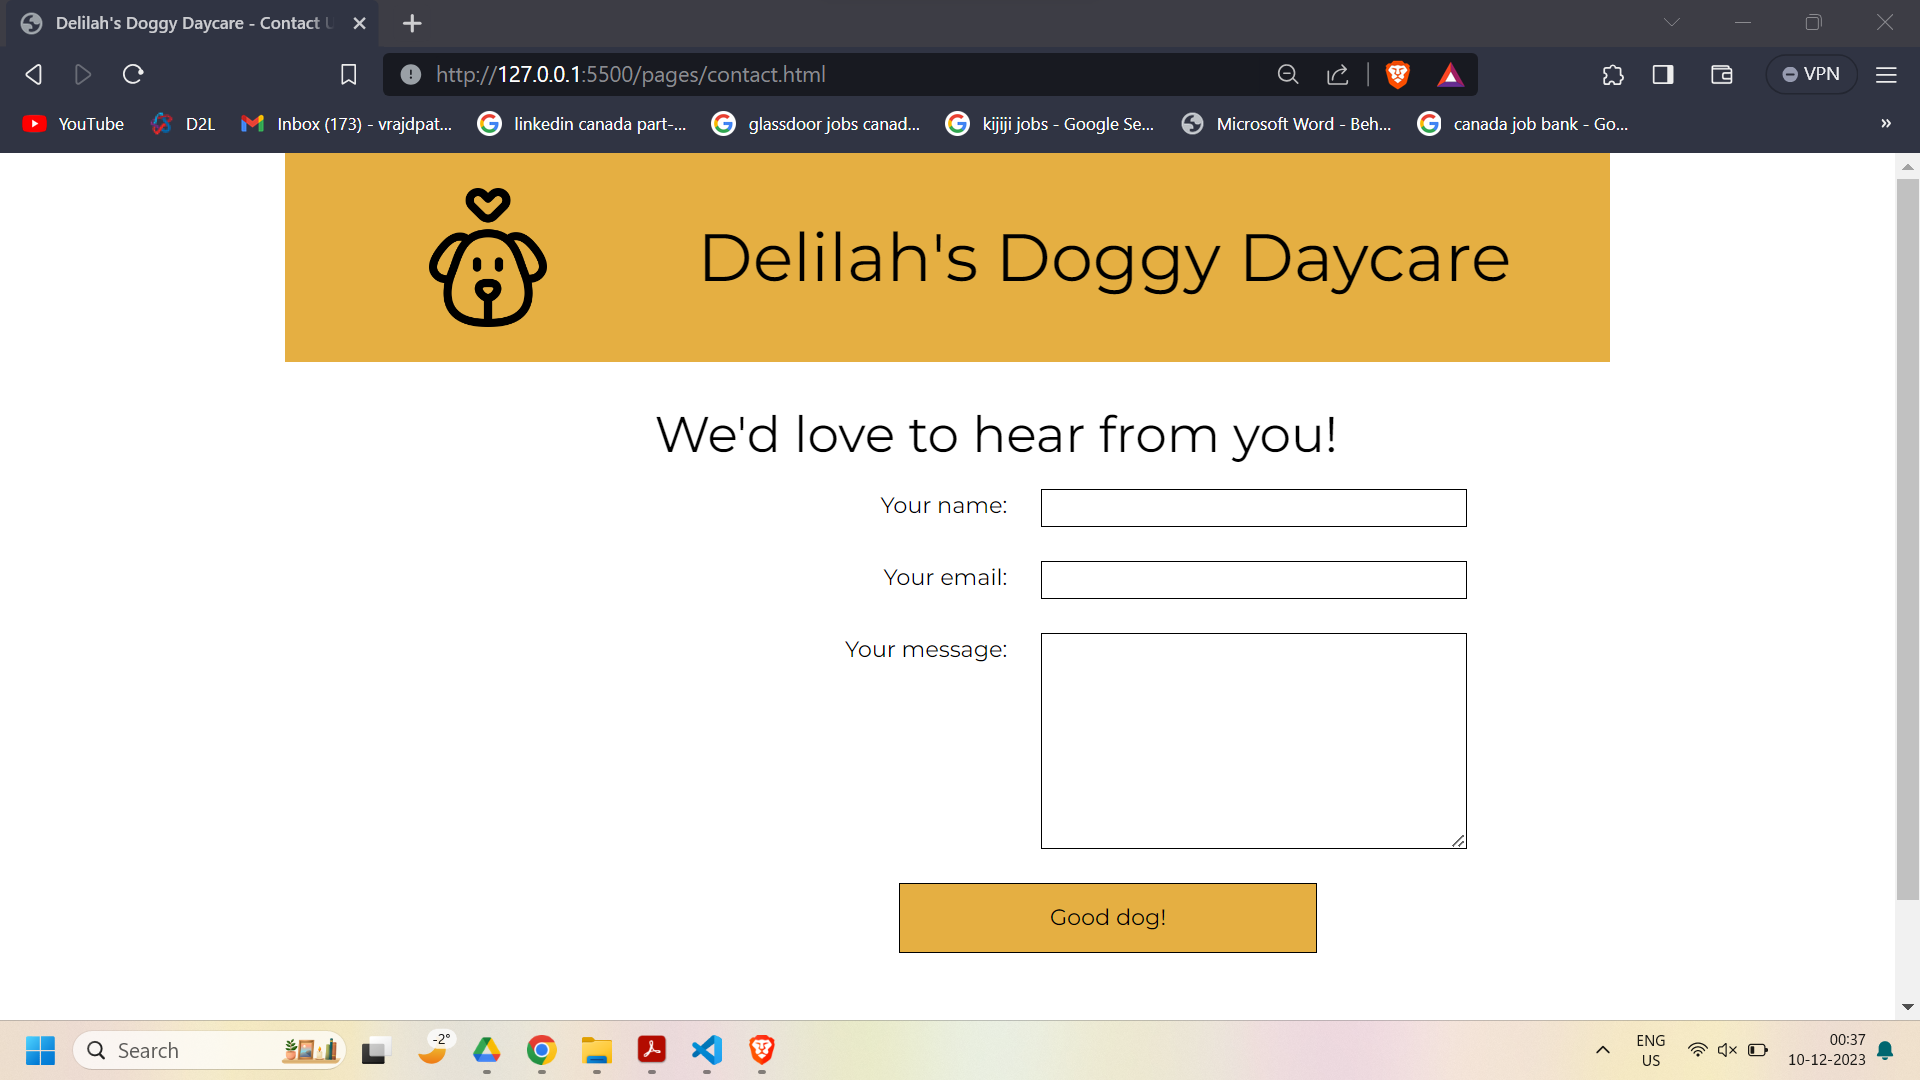 Delilah's Doggy Daycare - Contact U
http://127.0.0.1:5500/pages/contact.html
VPN
YouTube
D2L
Inbox (173) - vrajdpat...
linkedin canada part-...
glassdoor jobs canad...
kijiji jobs - Google Se...
Microsoft Word - Beh...
canada job bank - Go...
»
Delilah's Doggy Daycare
We'd love to hear from you!
Your name:
Your email:
Your message:
Good dog!
Search
-2°
ENG
US
00:37
10-12-2023